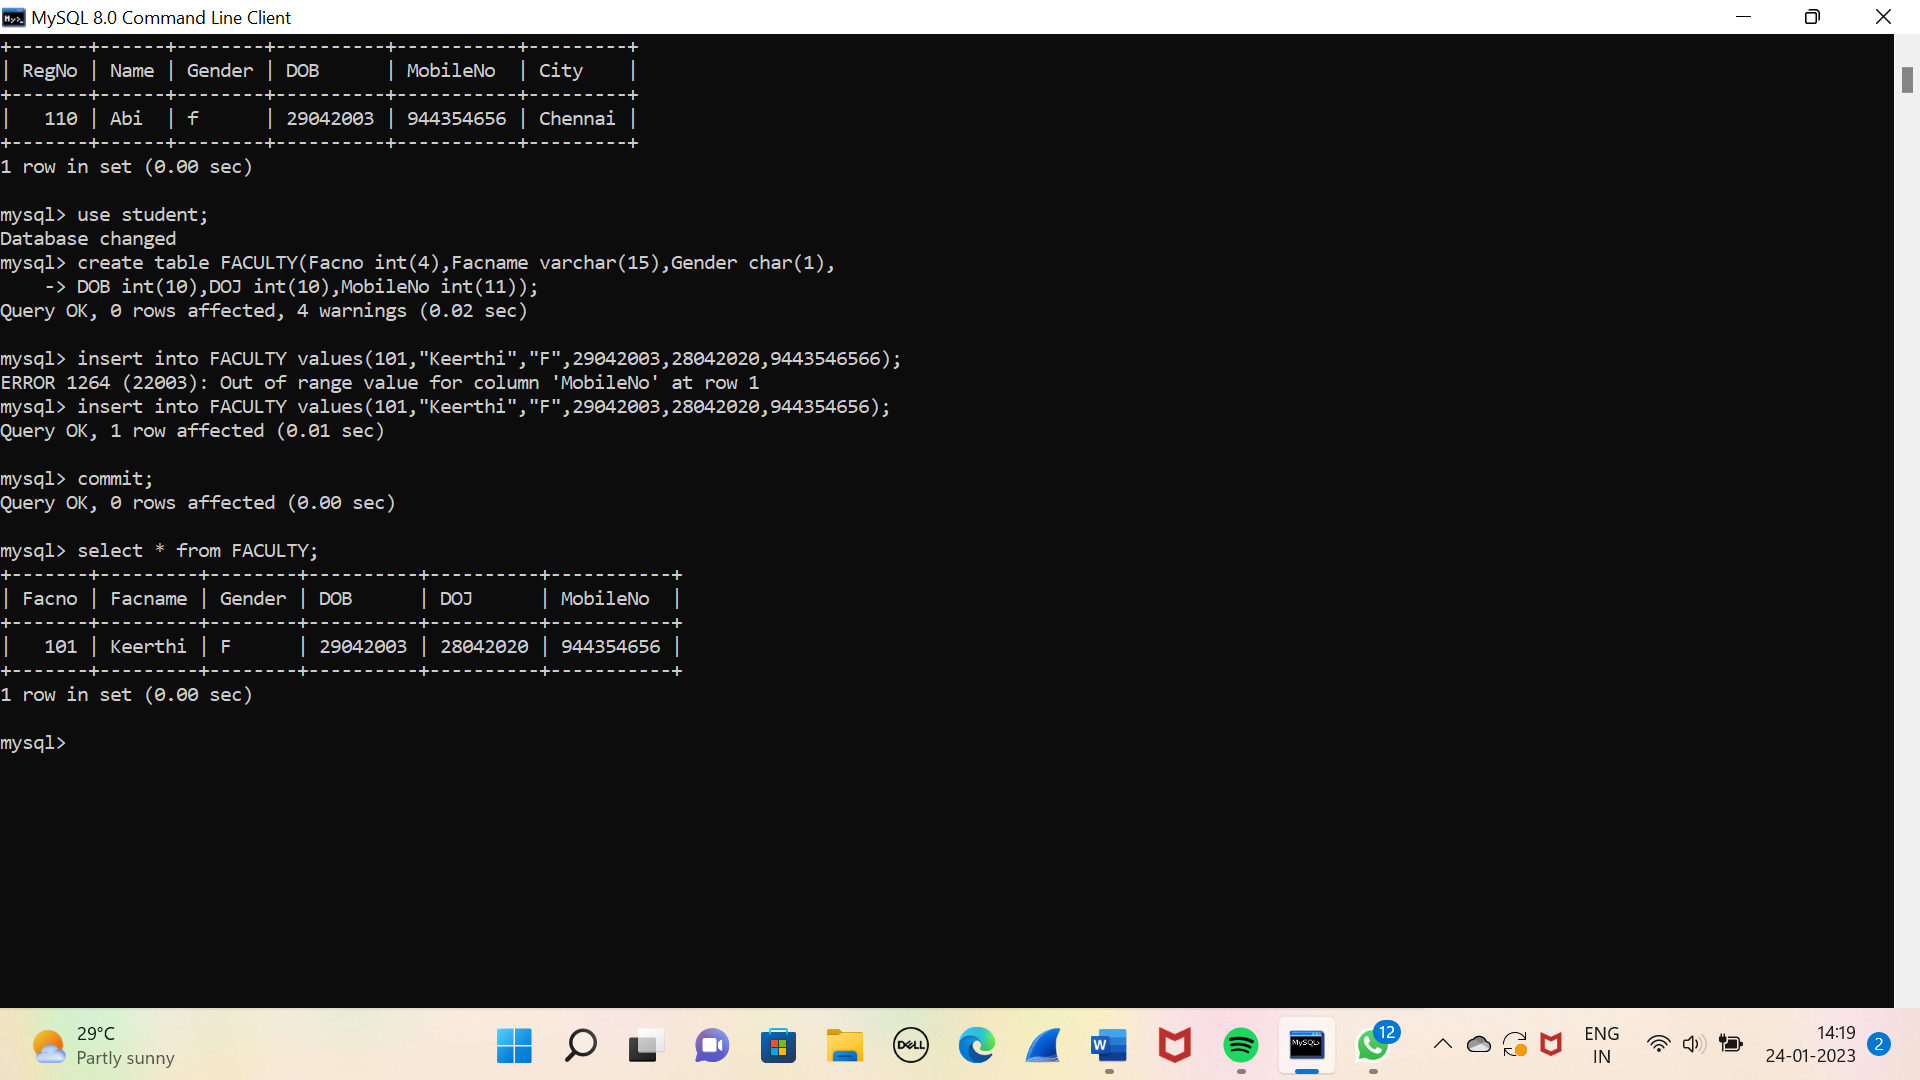 MySQL 8.0 Command Line Client
+-------+------+--------+----------+-----------+---------+
| RegNo | Name | Gender | DOB      | MobileNo  | City    |
+-------+------+--------+----------+-----------+---------+
|   110 | Abi  | f      | 29042003 | 944354656 | Chennai |
+-------+------+--------+----------+-----------+---------+
1 row in set (0.00 sec)
mysql> use student;
Database changed
mysql> create table FACULTY(Facno int(4),Facname varchar(15),Gender char(1),
    -> DOB int(10),DOJ int(10),MobileNo int(11));
Query OK, 0 rows affected, 4 warnings (0.02 sec)
mysql> insert into FACULTY values(101,"Keerthi","F",29042003,28042020,9443546566);
ERROR 1264 (22003): Out of range value for column 'MobileNo' at row 1
mysql> insert into FACULTY values(101,"Keerthi","F",29042003,28042020,944354656);
Query OK, 1 row affected (0.01 sec)
mysql> commit;
Query OK, 0 rows affected (0.00 sec)
mysql> select * from FACULTY;
+-------+---------+--------+----------+----------+-----------+
| Facno | Facname | Gender | DOB      | DOJ      | MobileNo  |
+-------+---------+--------+----------+----------+-----------+
|   101 | Keerthi | F      | 29042003 | 28042020 | 944354656 |
+-------+---------+--------+----------+----------+-----------+
1 row in set (0.00 sec)
mysql>
29°C
Partly sunny
DELL
W
MySQL>
12
ENG
IN
14:19
24-01-2023
2